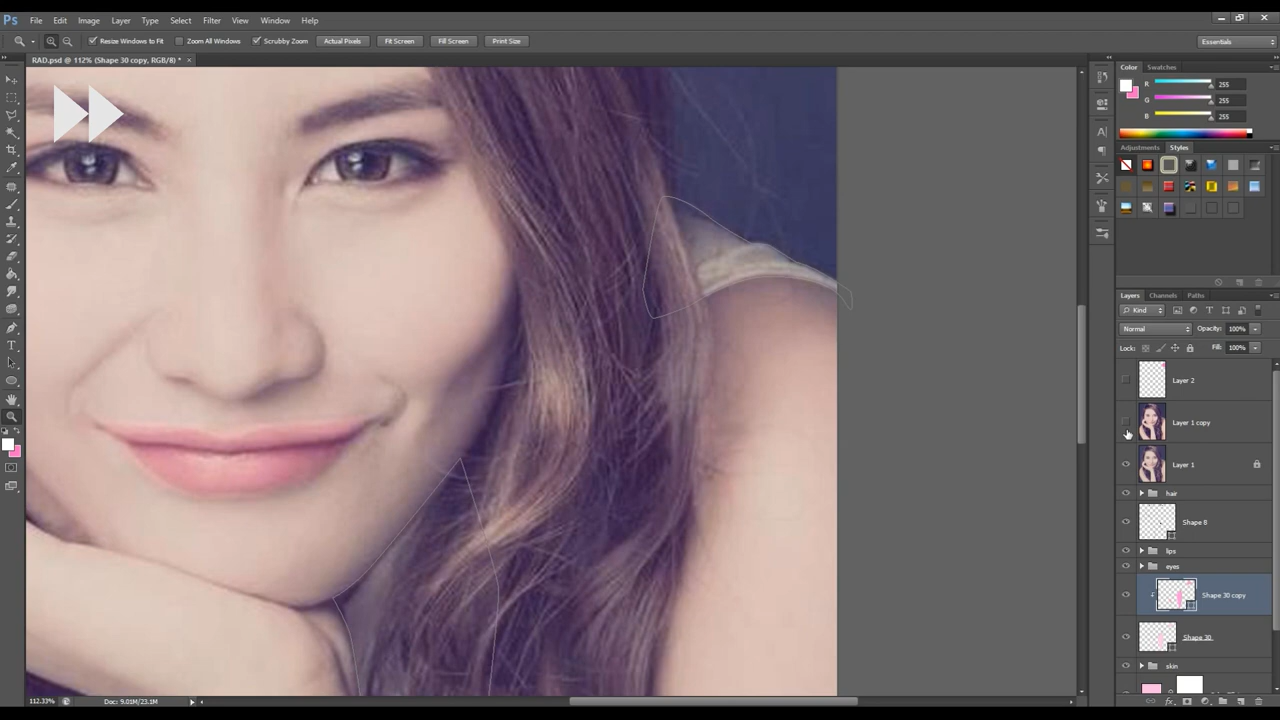 Ps File Edit Image Layer Type Select Filter View Window Help
Resize Windows to Fit Zoom All Windows Scrubby Zoom Actual Pixels Fit Screen Fill Screen Print Size Essentials
RAD.psd @ 112% (Shape 30 copy, RGB/8) * ×
Color Swatches
R 255
G 255
B 255
Adjustments Styles
Layers Channels Paths
Kind
Normal Opacity: 100%
Lock: Fill: 100%
Layer 2
Layer 1 copy
Layer 1
hair
Shape 8
lips
eyes
Shape 30 copy
Shape 30
skin
112.33% Doc: 9.01M/23.1M